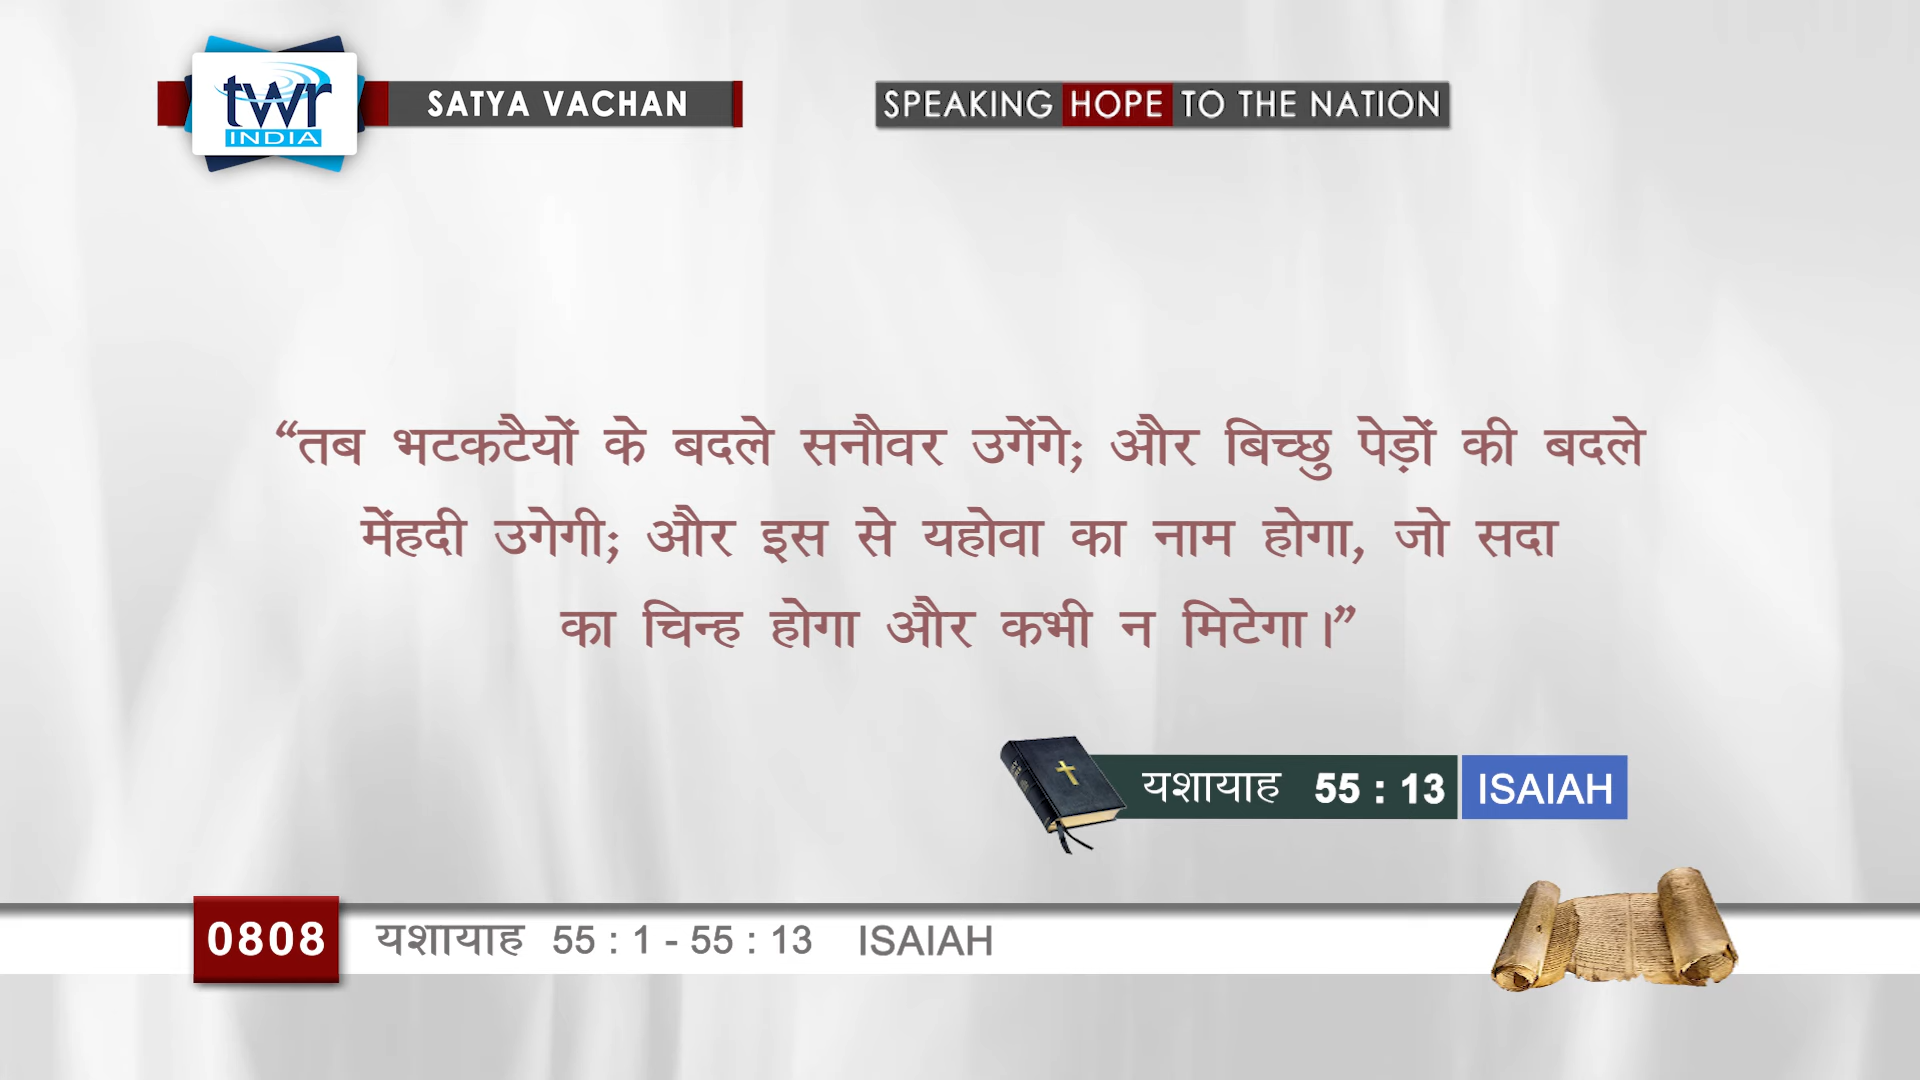 twr
INDIA
SATYA VACHAN
SPEAKING HOPE TO THE NATION
“तब भटकटैयों के बदले सनौवर उगेंगे; और बिच्छु पेड़ों की बदले
मेंहदी उगेगी; और इस से यहोवा का नाम होगा, जो सदा
का चिन्ह होगा और कभी न मिटेगा।”
यशायाह 55 : 13 ISAIAH
0808 यशायाह 55 : 1 - 55 : 13 ISAIAH